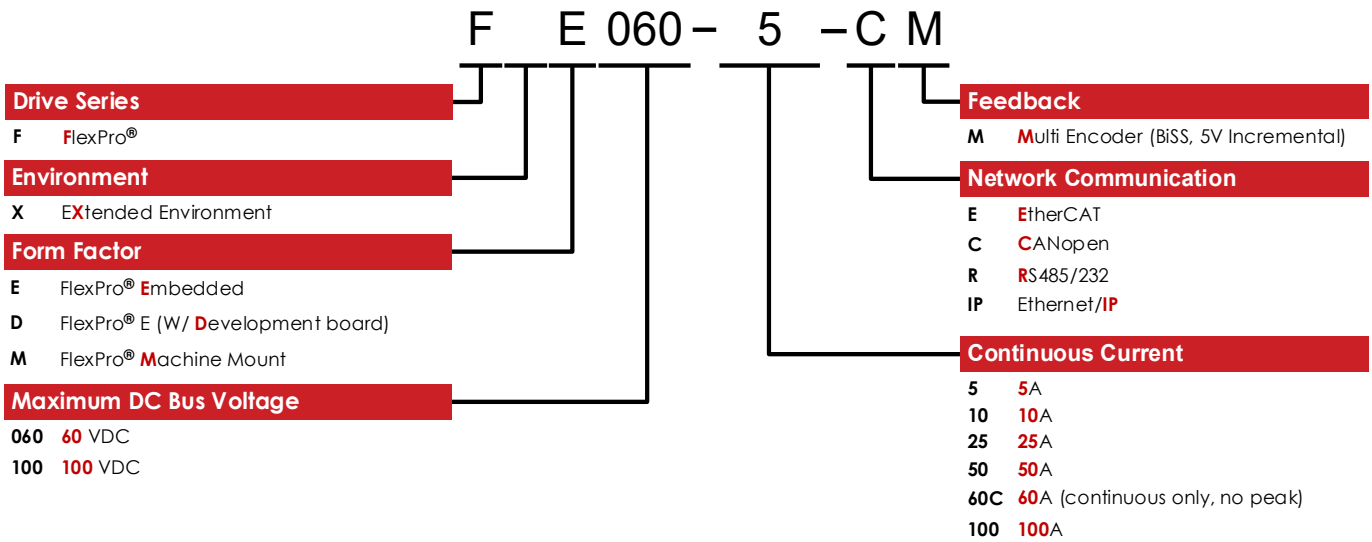 F E 060 – 5 – C M
Drive Series
F FlexPro®
Environment
X EXtended Environment
Form Factor
E FlexPro® Embedded
D FlexPro® E (W/ Development board)
M FlexPro® Machine Mount
Maximum DC Bus Voltage
060 60 VDC
100 100 VDC
Feedback
M Multi Encoder (BiSS, 5V Incremental)
Network Communication
E EtherCAT
C CANopen
R RS485/232
IP Ethernet/IP
Continuous Current
5 5A
10 10A
25 25A
50 50A
60C 60A (continuous only, no peak)
100 100A